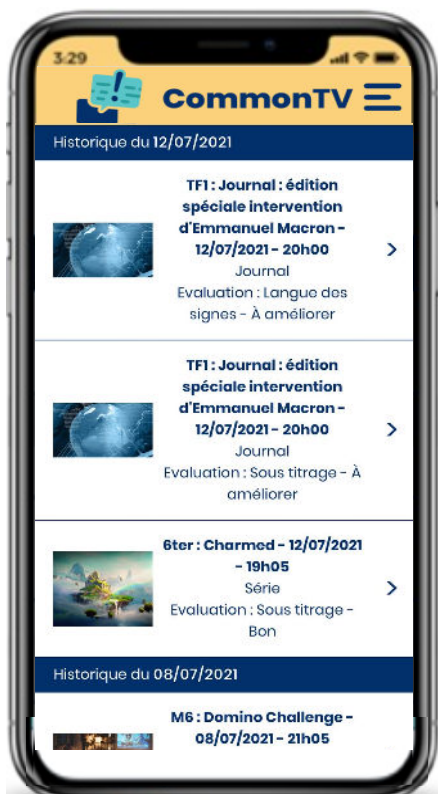 3:29
CommonTV
Historique du 12/07/2021
TF1 : Journal : édition
spéciale intervention
d'Emmanuel Macron -
12/07/2021 - 20h00
Journal
Evaluation : Langue des
signes - À améliorer
TF1 : Journal : édition
spéciale intervention
d'Emmanuel Macron -
12/07/2021 - 20h00
Journal
Evaluation : Sous titrage - À
améliorer
6ter : Charmed - 12/07/2021
- 19h05
Série
Evaluation : Sous titrage -
Bon
Historique du 08/07/2021
M6 : Domino Challenge -
08/07/2021 - 21h05